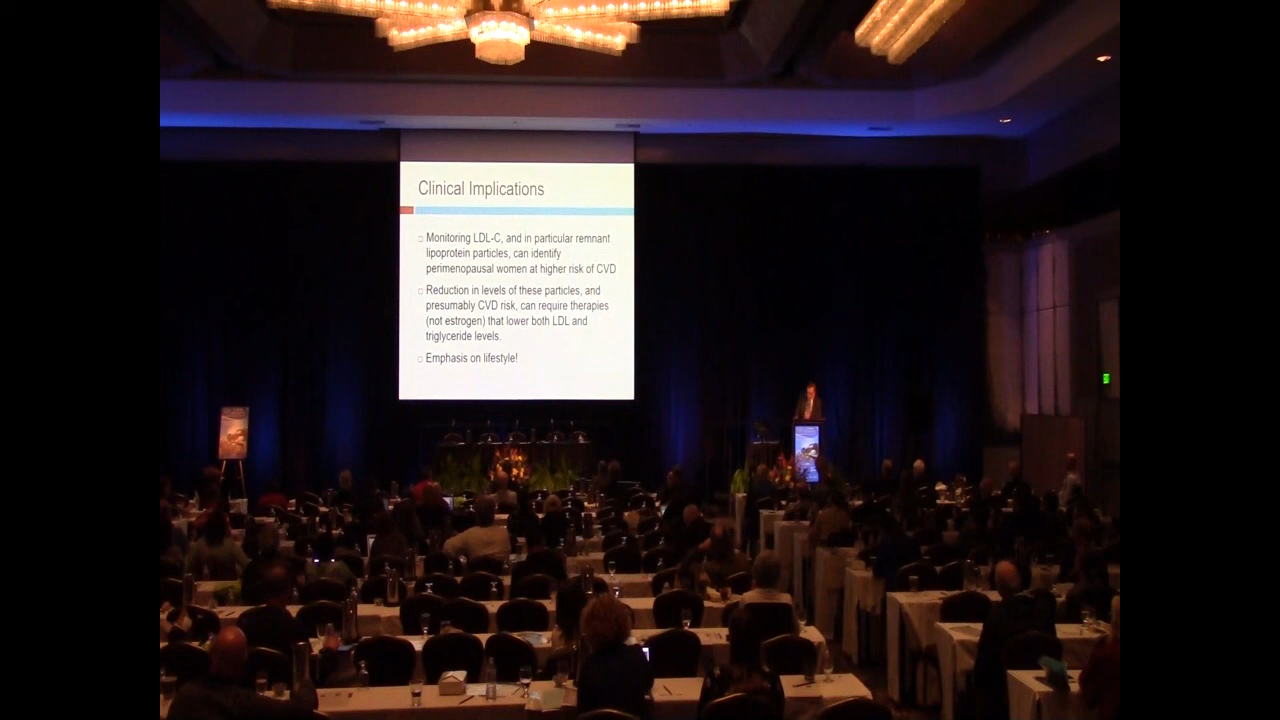 Clinical Implications
Monitoring LDL-C, and in particular remnant
lipoprotein particles, can identify
perimenopausal women at higher risk of CVD
Reduction in levels of these particles, and
presumably CVD risk, can require therapies
(not estrogen) that lower both LDL and
triglyceride levels.
Emphasis on lifestyle!